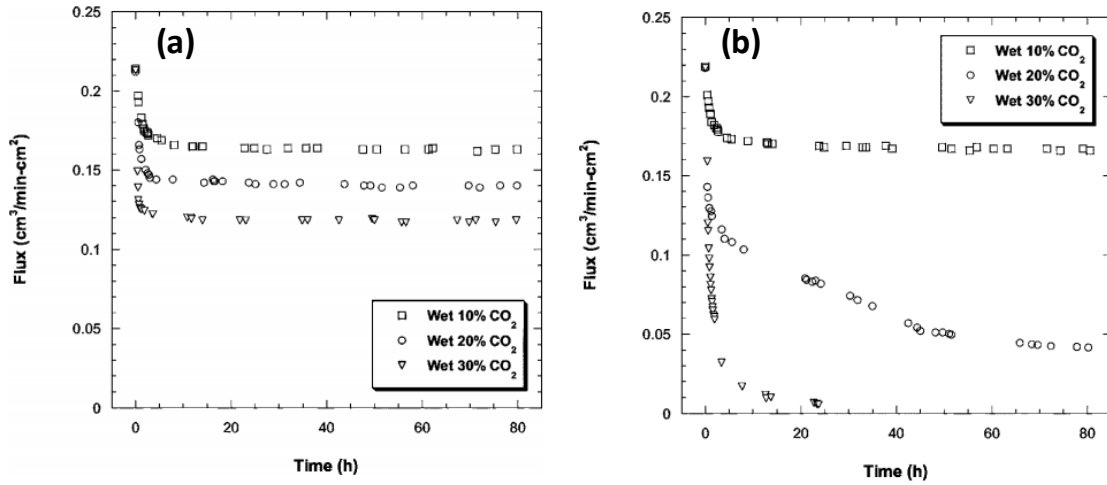 (a)
0.25
0.2
0.15
0.1
0.05
0
Flux (cm³/min-cm²)
Wet 10% CO₂
Wet 20% CO₂
Wet 30% CO₂
0 20 40 60 80
Time (h)
(b)
0.25
0.2
0.15
0.1
0.05
0
Flux (cm³/min-cm²)
Wet 10% CO₂
Wet 20% CO₂
Wet 30% CO₂
0 20 40 60 80
Time (h)